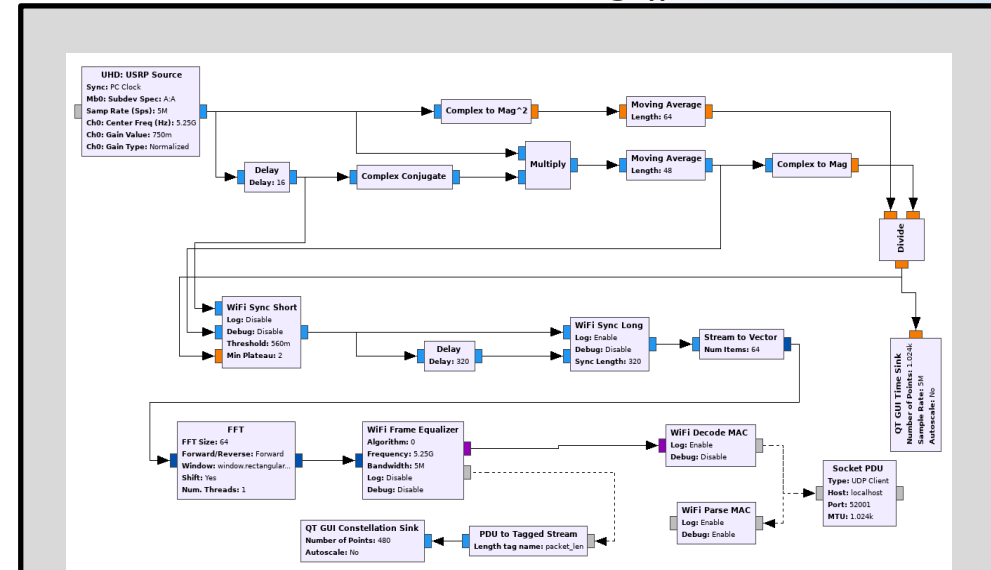 UHD: USRP Source
Sync: PC Clock
Mb0: Subdev Spec: A:A
Samp Rate (Sps): 5M
Ch0: Center Freq (Hz): 5.25G
Ch0: Gain Value: 750m
Ch0: Gain Type: Normalized
Complex to Mag^2
Moving Average
Length: 64
Delay
Delay: 16
Complex Conjugate
Multiply
Moving Average
Length: 48
Complex to Mag
Divide
WiFi Sync Short
Log: Disable
Debug: Disable
Threshold: 560m
Min Plateau: 2
Delay
Delay: 320
WiFi Sync Long
Log: Enable
Debug: Disable
Sync Length: 320
Stream to Vector
Num Items: 64
QT GUI Time Sink
Number of Points: 1.024k
Sample Rate: 5M
Autoscale: No
FFT
FFT Size: 64
Forward/Reverse: Forward
Window: window.rectangular...
Shift: Yes
Num. Threads: 1
WiFi Frame Equalizer
Algorithm: 0
Frequency: 5.25G
Bandwidth: 5M
Log: Disable
Debug: Disable
WiFi Decode MAC
Log: Enable
Debug: Disable
Socket PDU
Type: UDP Client
Host: localhost
Port: 52001
MTU: 1.024k
WiFi Parse MAC
Log: Enable
Debug: Enable
QT GUI Constellation Sink
Number of Points: 480
Autoscale: No
PDU to Tagged Stream
Length tag name: packet_len